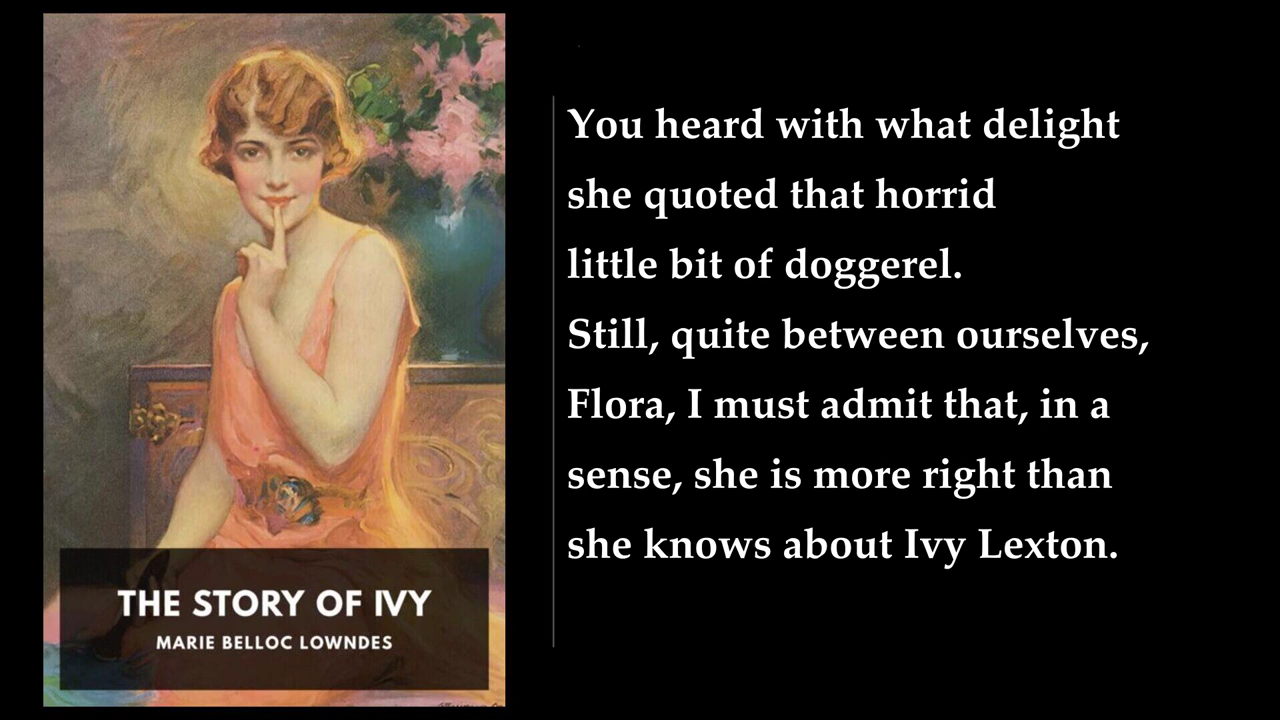 THE STORY OF IVY
MARIE BELLOC LOWNDES
You heard with what delight
she quoted that horrid
little bit of doggerel.
Still, quite between ourselves,
Flora, I must admit that, in a
sense, she is more right than
she knows about Ivy Lexton.